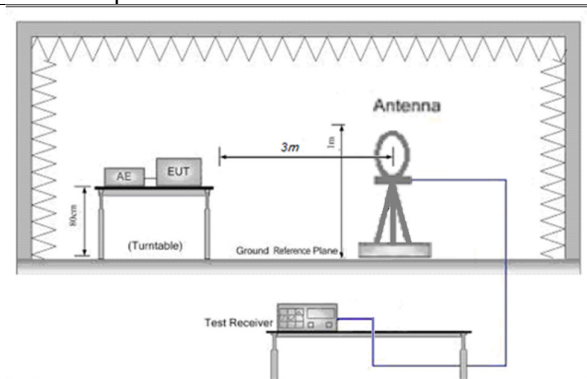 Antenna
3m
1m
AE
EUT
80cm
(Turntable)
Ground Reference Plane
Test Receiver